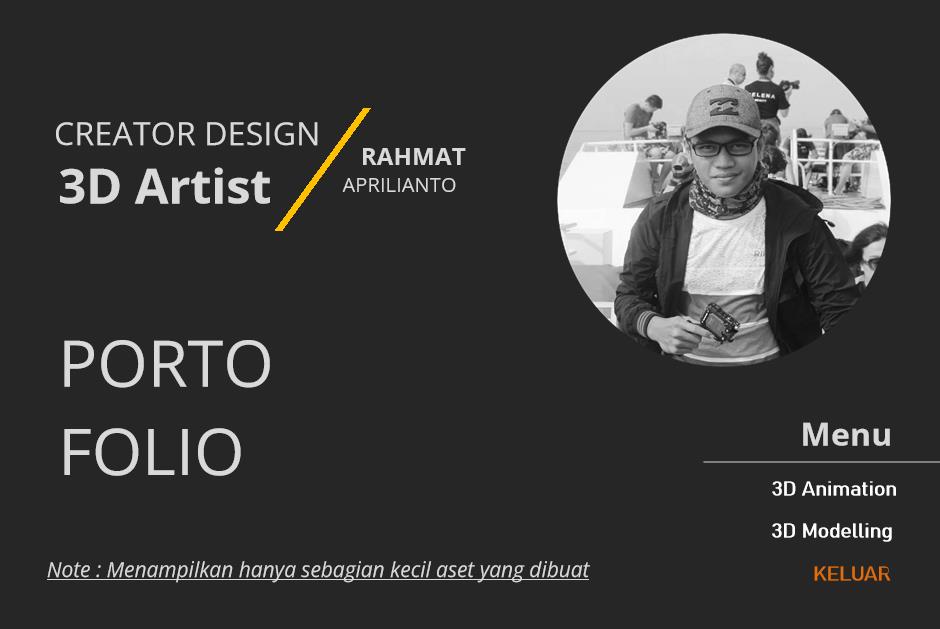 CREATOR DESIGN
3D Artist
RAHMAT
APRILIANTO
PORTO
FOLIO
Menu
3D Animation
3D Modelling
KELUAR
Note : Menampilkan hanya sebagian kecil aset yang dibuat